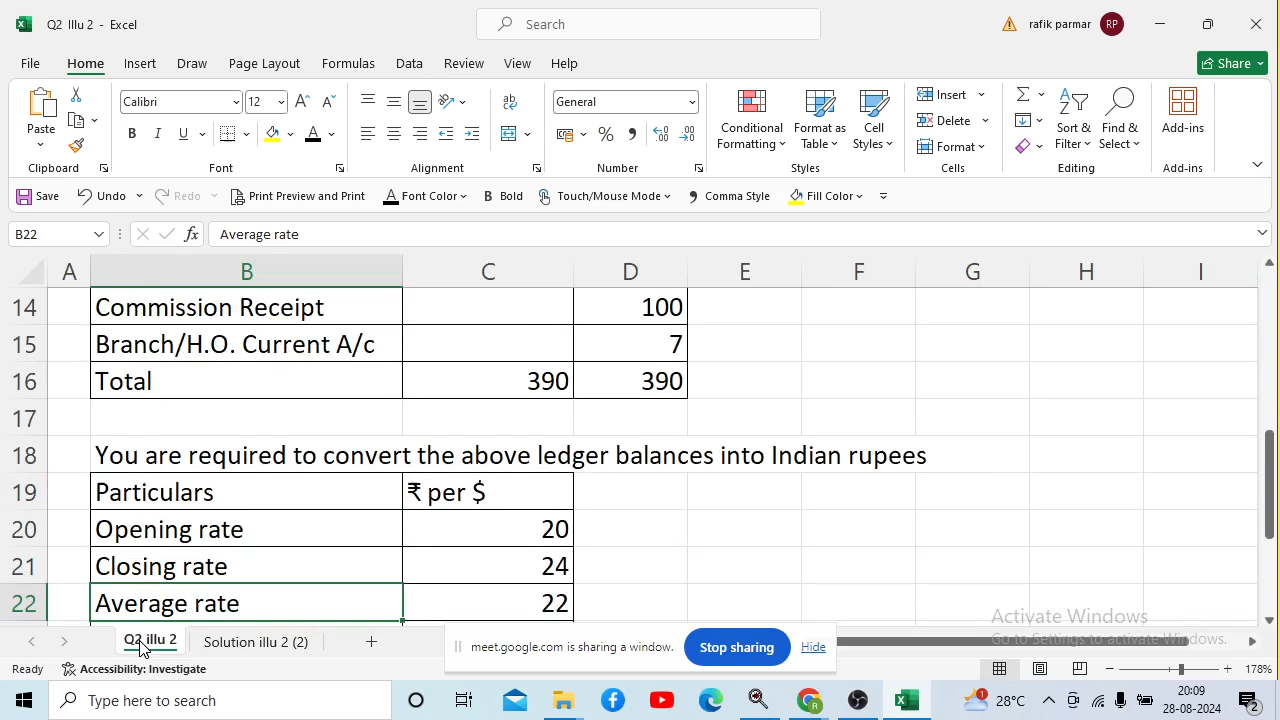 Q2 Illu 2 - Excel
Search
rafik parmar RP
File Home Insert Draw Page Layout Formulas Data Review View Help Share
Paste
Calibri 12
General
Conditional Formatting
Format as Table
Cell Styles
Insert
Delete
Format
Sort & Filter
Find & Select
Add-ins
Clipboard Font Alignment Number Styles Cells Editing Add-ins
Save Undo Redo Print Preview and Print Font Color B Bold Touch/Mouse Mode Comma Style Fill Color
B22 fx Average rate
A B C D E F G H I
14 Commission Receipt 100
15 Branch/H.O. Current A/c 7
16 Total 390 390
17
18 You are required to convert the above ledger balances into Indian rupees
19 Particulars ₹ per $
20 Opening rate 20
21 Closing rate 24
22 Average rate 22
Activate Windows
Go to Settings to activate Windows.
Q2 illu 2 Solution illu 2 (2) +
meet.google.com is sharing a window. Stop sharing Hide
Ready Accessibility: Investigate 178%
Type here to search
28°C
20:09
28-08-2024
2